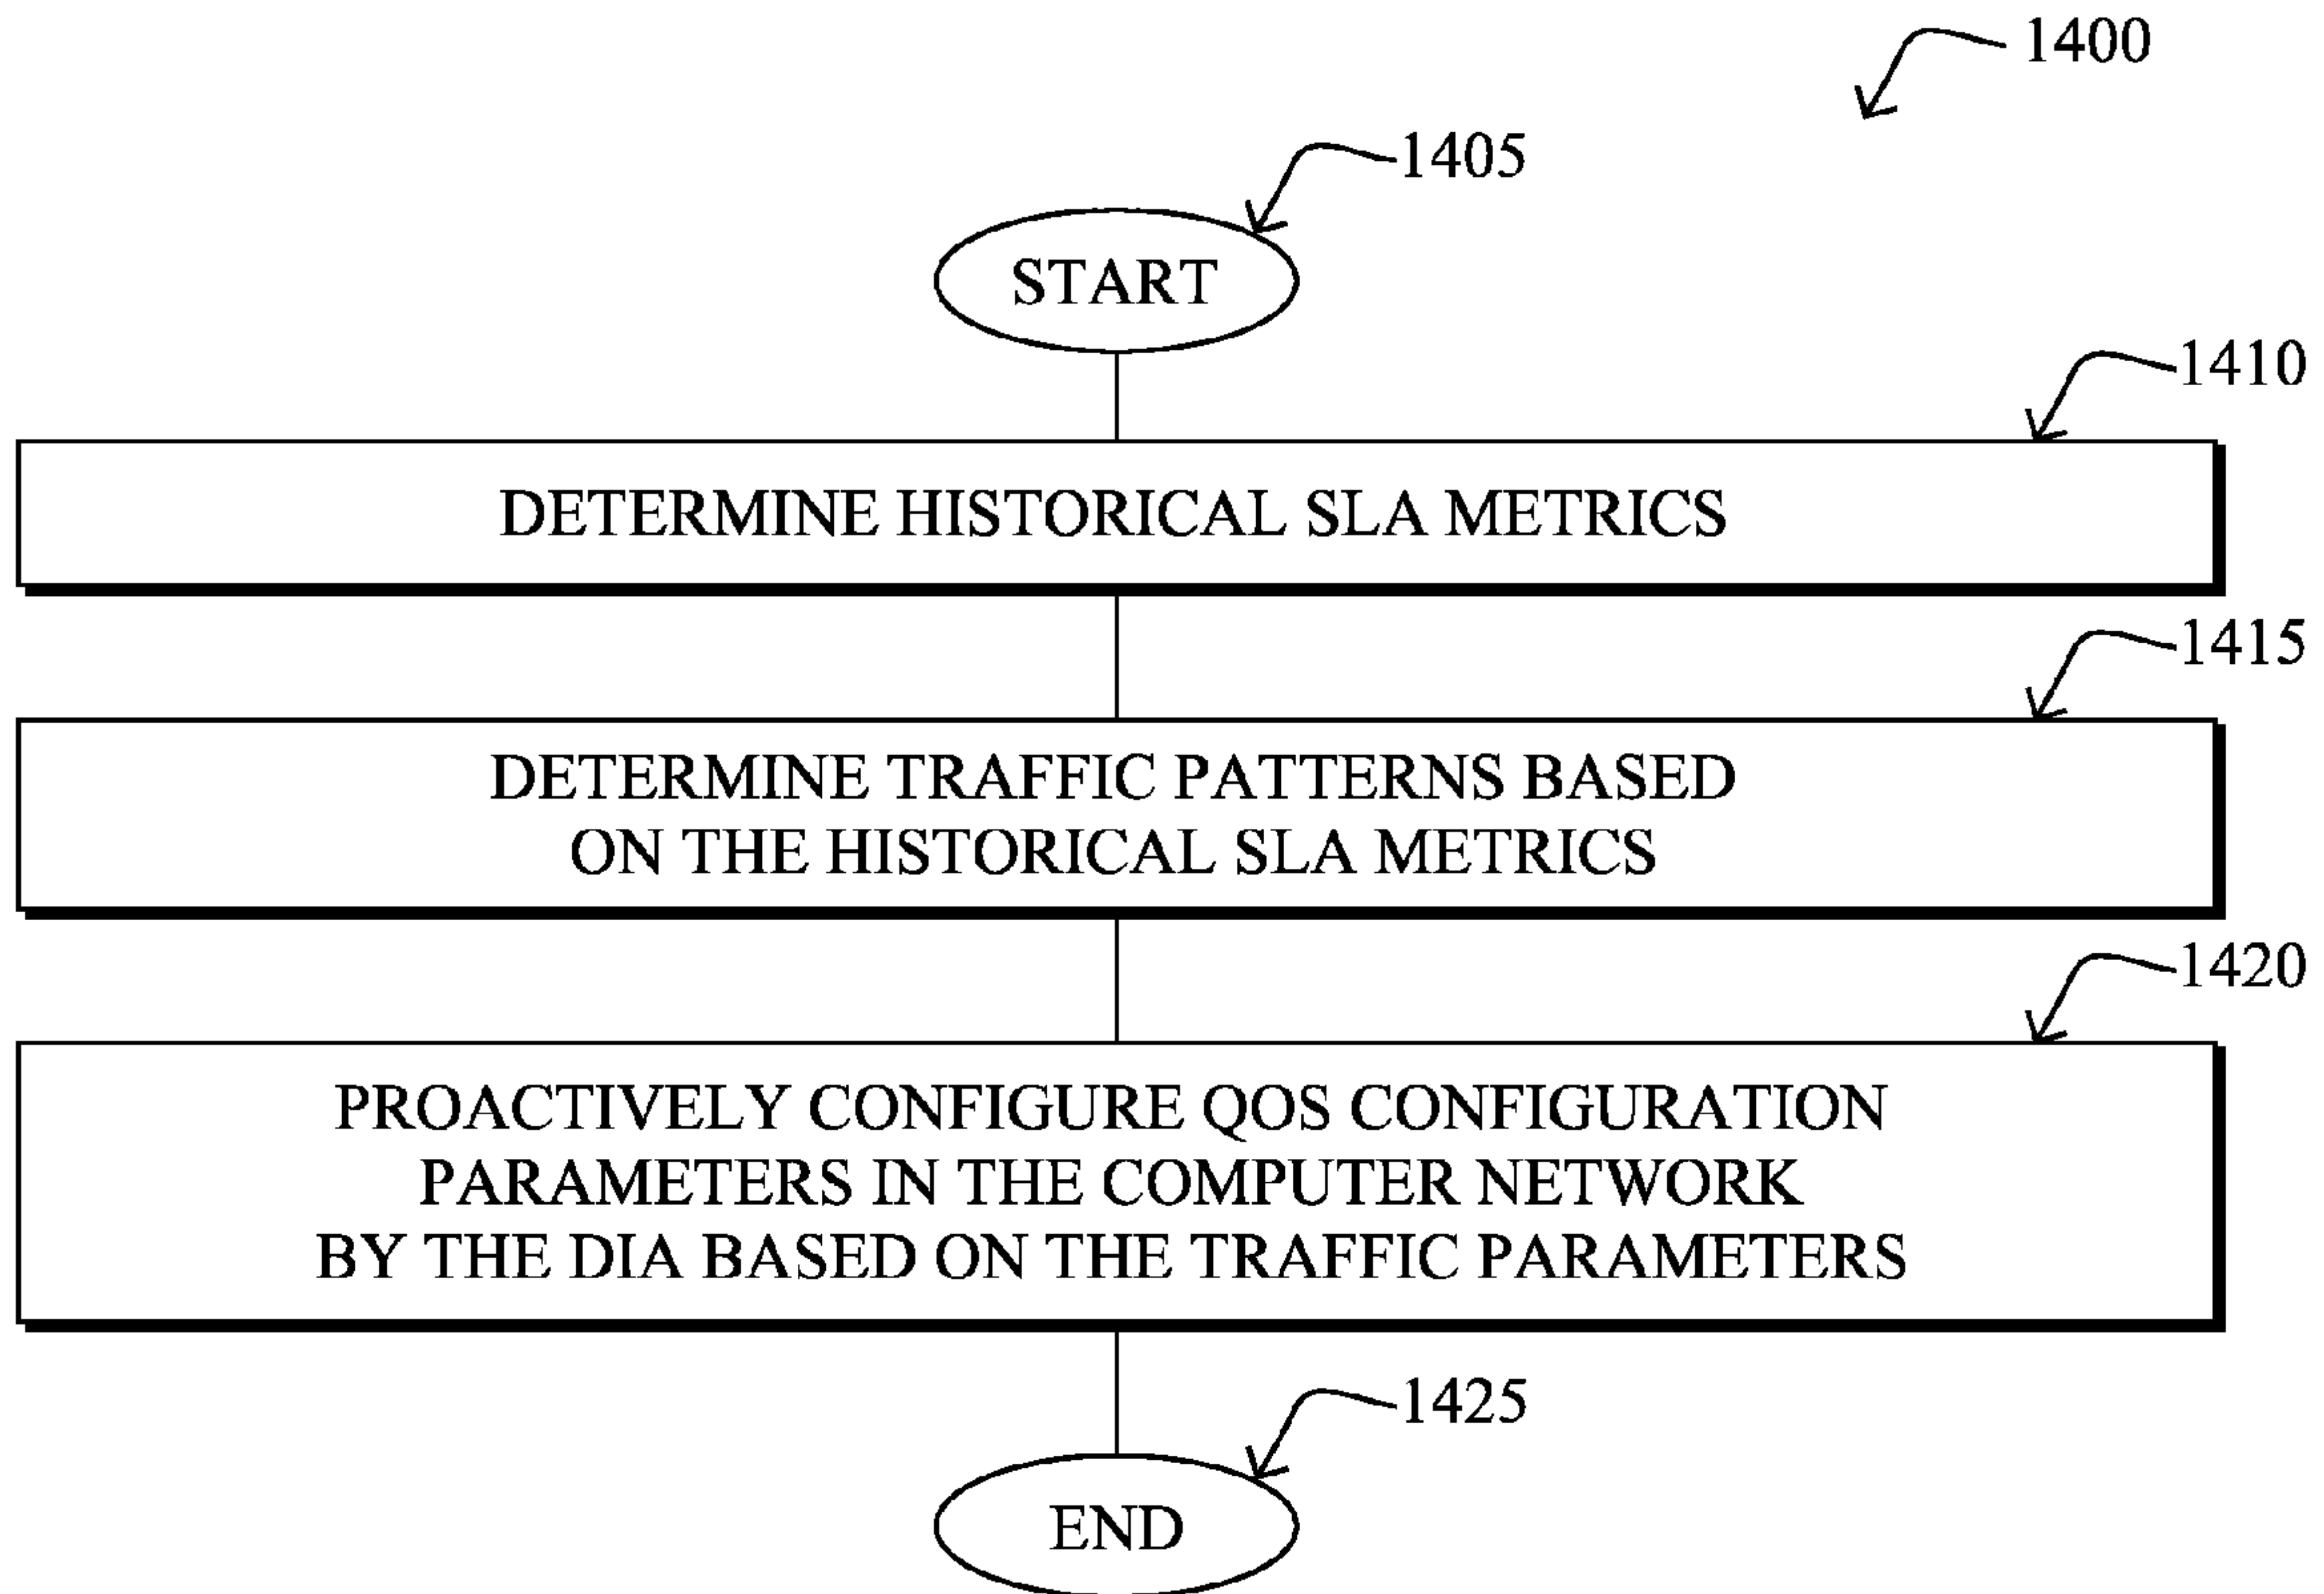 1400
1405
START
1410
DETERMINE HISTORICAL SLA METRICS
1415
DETERMINE TRAFFIC PATTERNS BASED
ON THE HISTORICAL SLA METRICS
1420
PROACTIVELY CONFIGURE QOS CONFIGURATION
PARAMETERS IN THE COMPUTER NETWORK
BY THE DIA BASED ON THE TRAFFIC PARAMETERS
1425
END